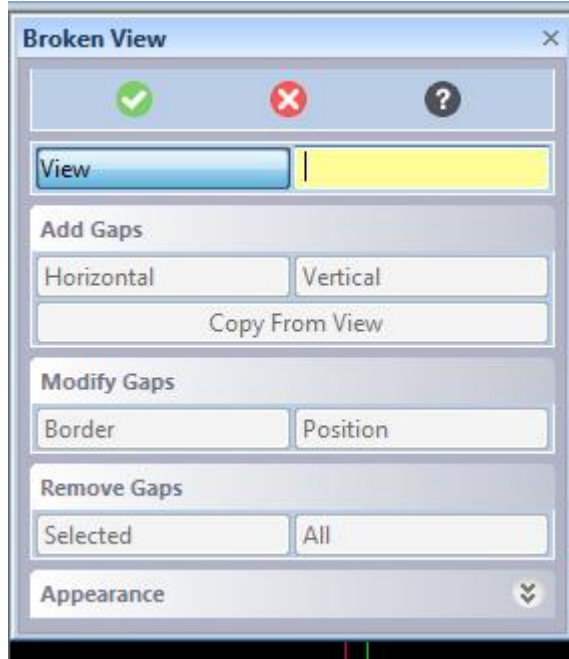 Broken View
View
Add Gaps
Horizontal Vertical
Copy From View
Modify Gaps
Border Position
Remove Gaps
Selected All
Appearance